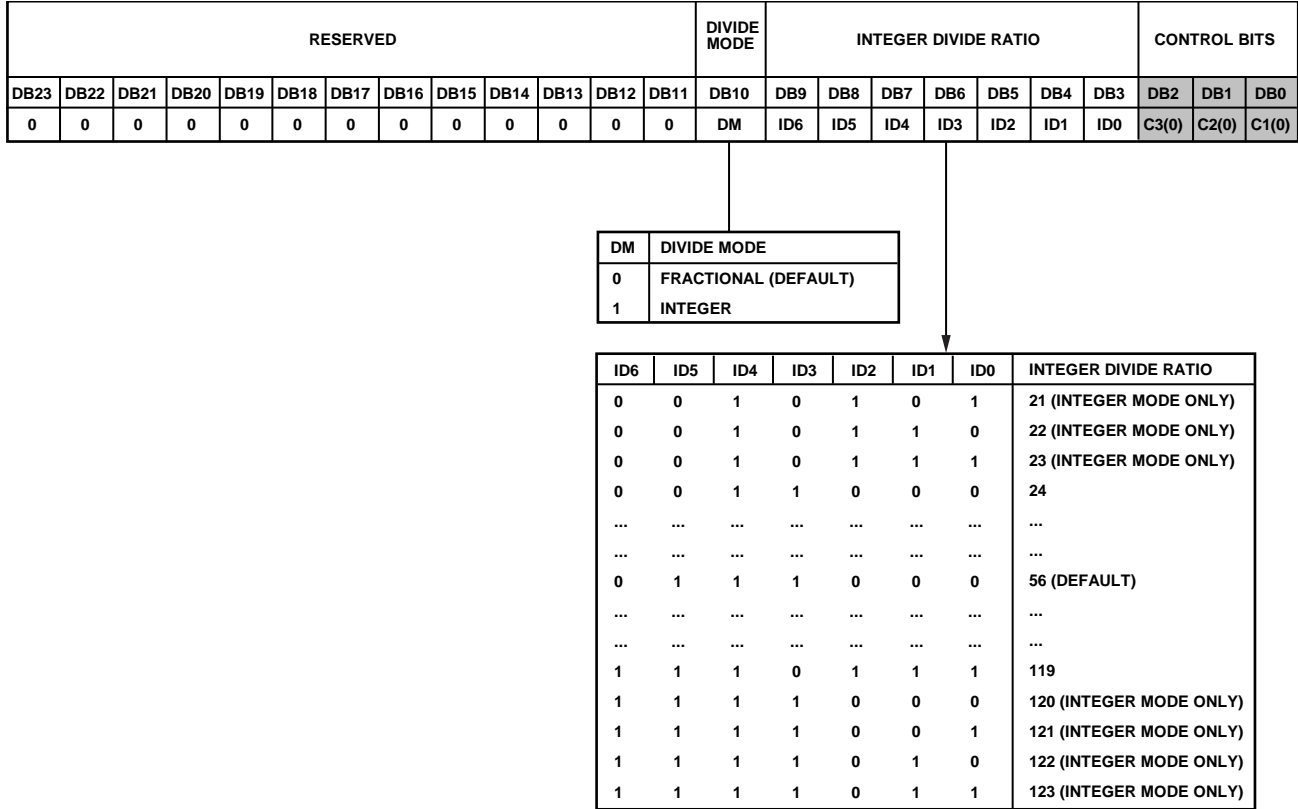 RESERVED DIVIDE MODE INTEGER DIVIDE RATIO CONTROL BITS
DB23 DB22 DB21 DB20 DB19 DB18 DB17 DB16 DB15 DB14 DB13 DB12 DB11 DB10 DB9 DB8 DB7 DB6 DB5 DB4 DB3 DB2 DB1 DB0
0 0 0 0 0 0 0 0 0 0 0 0 0 DM ID6 ID5 ID4 ID3 ID2 ID1 ID0 C3(0) C2(0) C1(0)
DM DIVIDE MODE
0 FRACTIONAL (DEFAULT)
1 INTEGER
ID6 ID5 ID4 ID3 ID2 ID1 ID0 INTEGER DIVIDE RATIO
0 0 1 0 1 0 1 21 (INTEGER MODE ONLY)
0 0 1 0 1 1 0 22 (INTEGER MODE ONLY)
0 0 1 0 1 1 1 23 (INTEGER MODE ONLY)
0 0 1 1 0 0 0 24
... ... ... ... ... ... ... ...
... ... ... ... ... ... ... ...
0 1 1 1 0 0 0 56 (DEFAULT)
... ... ... ... ... ... ... ...
... ... ... ... ... ... ... ...
1 1 1 0 1 1 1 119
1 1 1 1 0 0 0 120 (INTEGER MODE ONLY)
1 1 1 1 0 0 1 121 (INTEGER MODE ONLY)
1 1 1 1 0 1 0 122 (INTEGER MODE ONLY)
1 1 1 1 0 1 1 123 (INTEGER MODE ONLY)